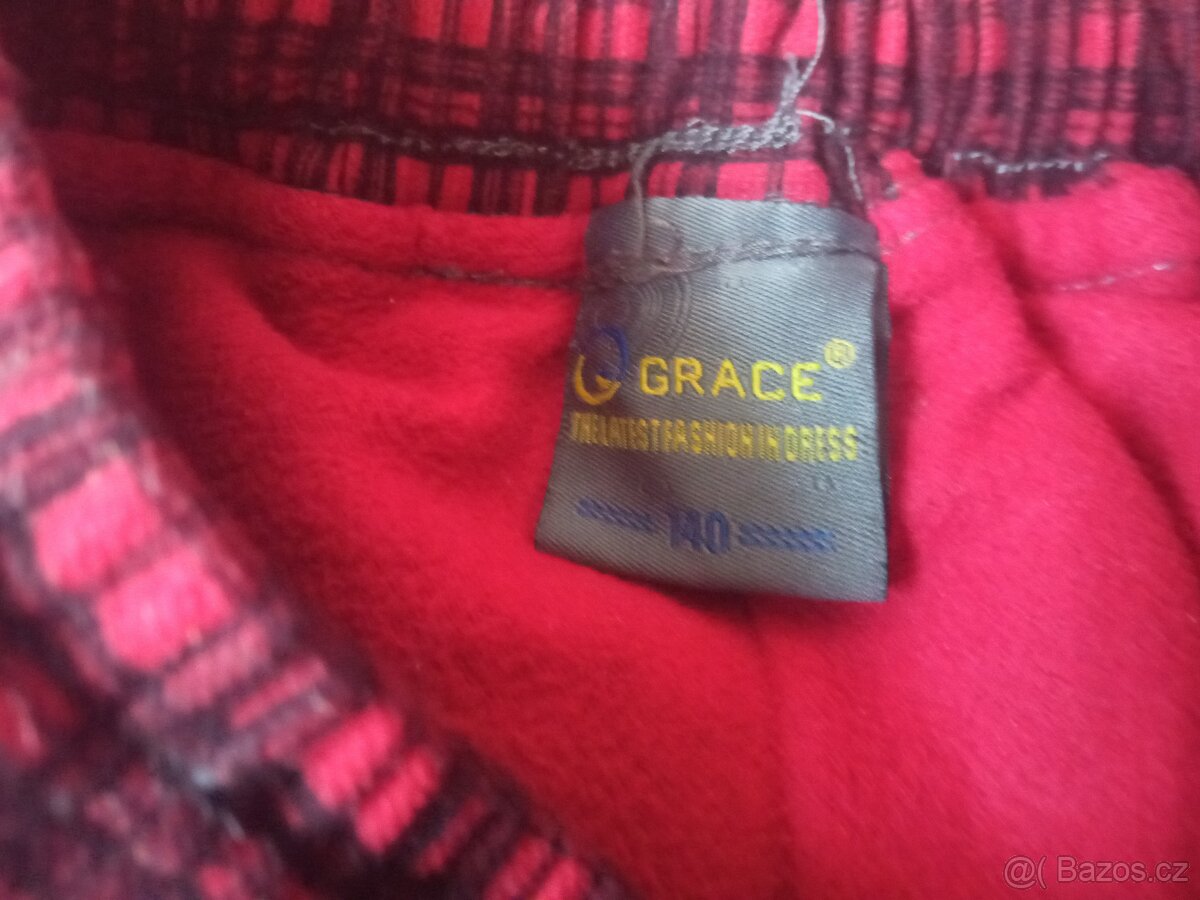 GRACE®
THE LATEST FASHION IN DRESS
140
@( Bazos.cz